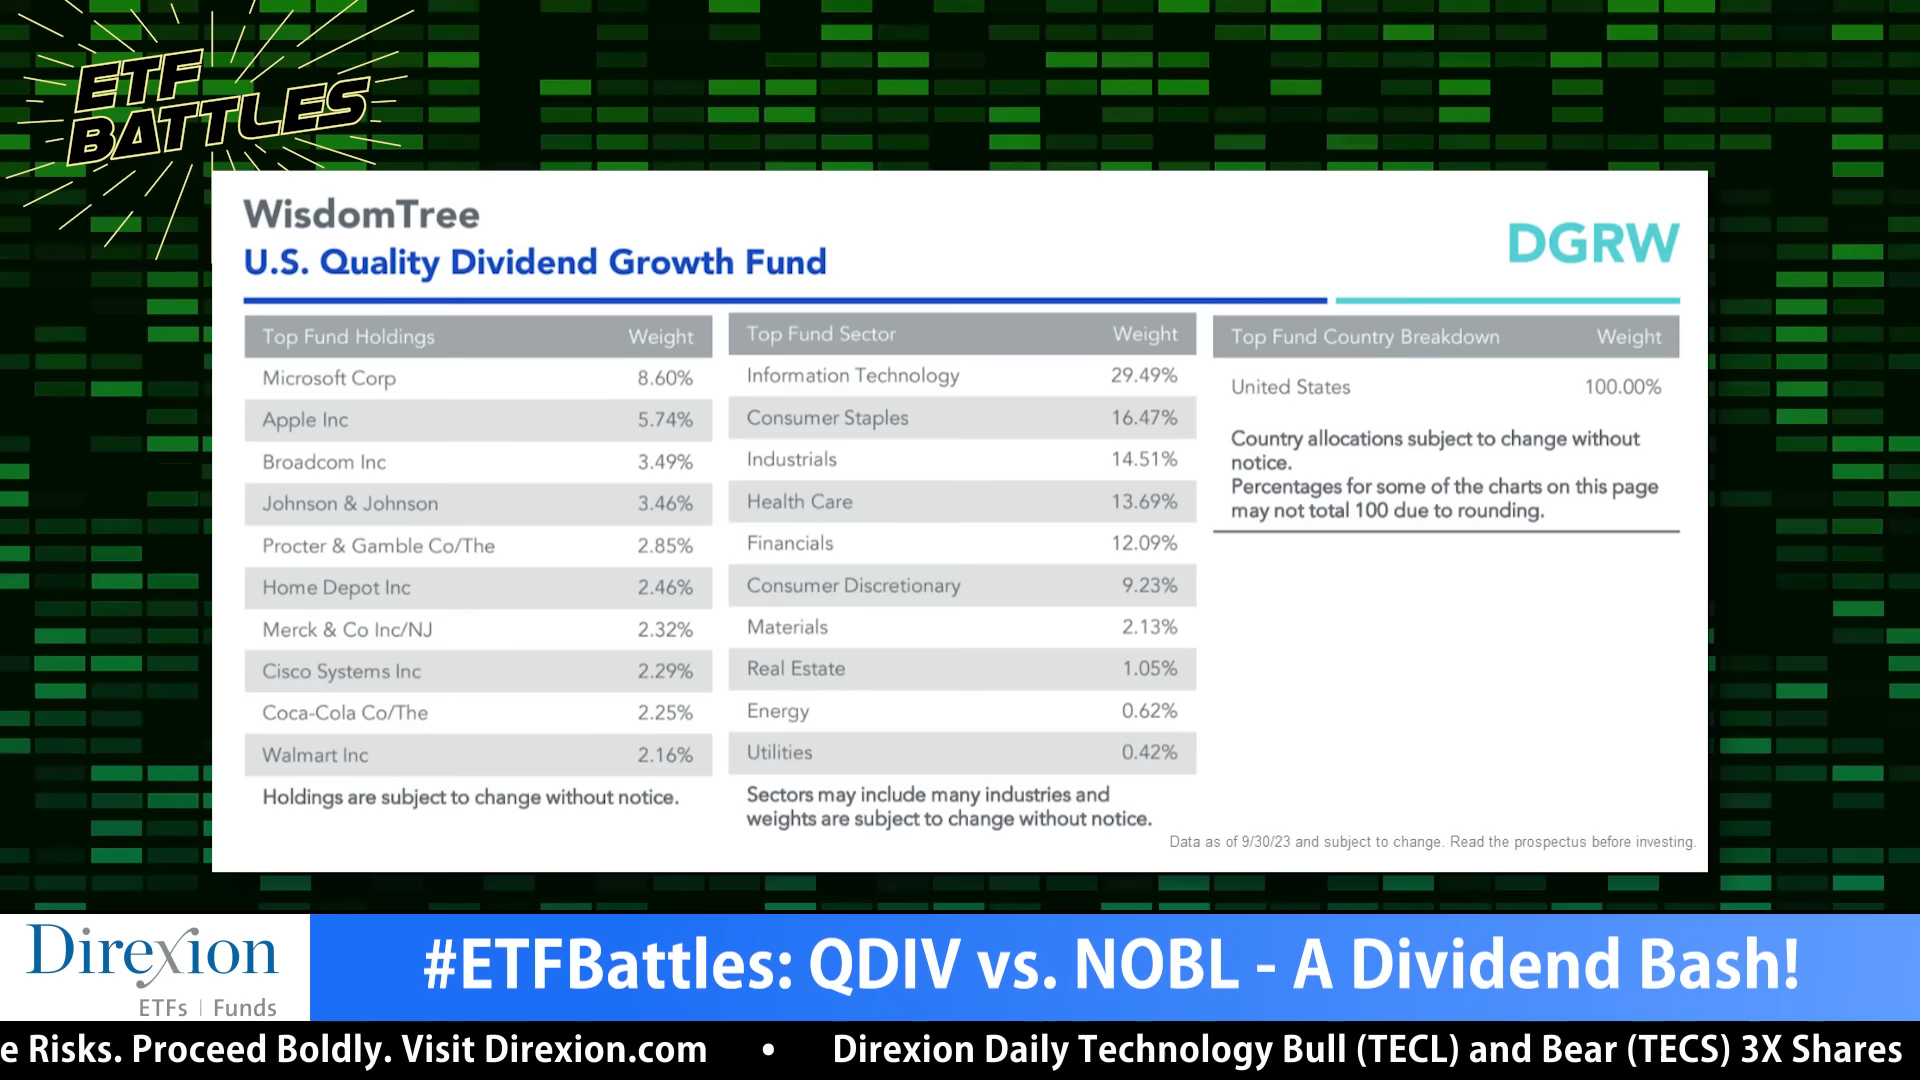 ETF
BATTLES
WisdomTree
U.S. Quality Dividend Growth Fund
DGRW
Top Fund Holdings Weight
Microsoft Corp 8.60%
Apple Inc 5.74%
Broadcom Inc 3.49%
Johnson & Johnson 3.46%
Procter & Gamble Co/The 2.85%
Home Depot Inc 2.46%
Merck & Co Inc/NJ 2.32%
Cisco Systems Inc 2.29%
Coca-Cola Co/The 2.25%
Walmart Inc 2.16%
Holdings are subject to change without notice.
Top Fund Sector Weight
Information Technology 29.49%
Consumer Staples 16.47%
Industrials 14.51%
Health Care 13.69%
Financials 12.09%
Consumer Discretionary 9.23%
Materials 2.13%
Real Estate 1.05%
Energy 0.62%
Utilities 0.42%
Sectors may include many industries and
weights are subject to change without notice.
Top Fund Country Breakdown Weight
United States 100.00%
Country allocations subject to change without
notice.
Percentages for some of the charts on this page
may not total 100 due to rounding.
Data as of 9/30/23 and subject to change. Read the prospectus before investing.
Direxion
ETFs | Funds
#ETFBattles: QDIV vs. NOBL - A Dividend Bash!
e Risks. Proceed Boldly. Visit Direxion.com • Direxion Daily Technology Bull (TECL) and Bear (TECS) 3X Shares